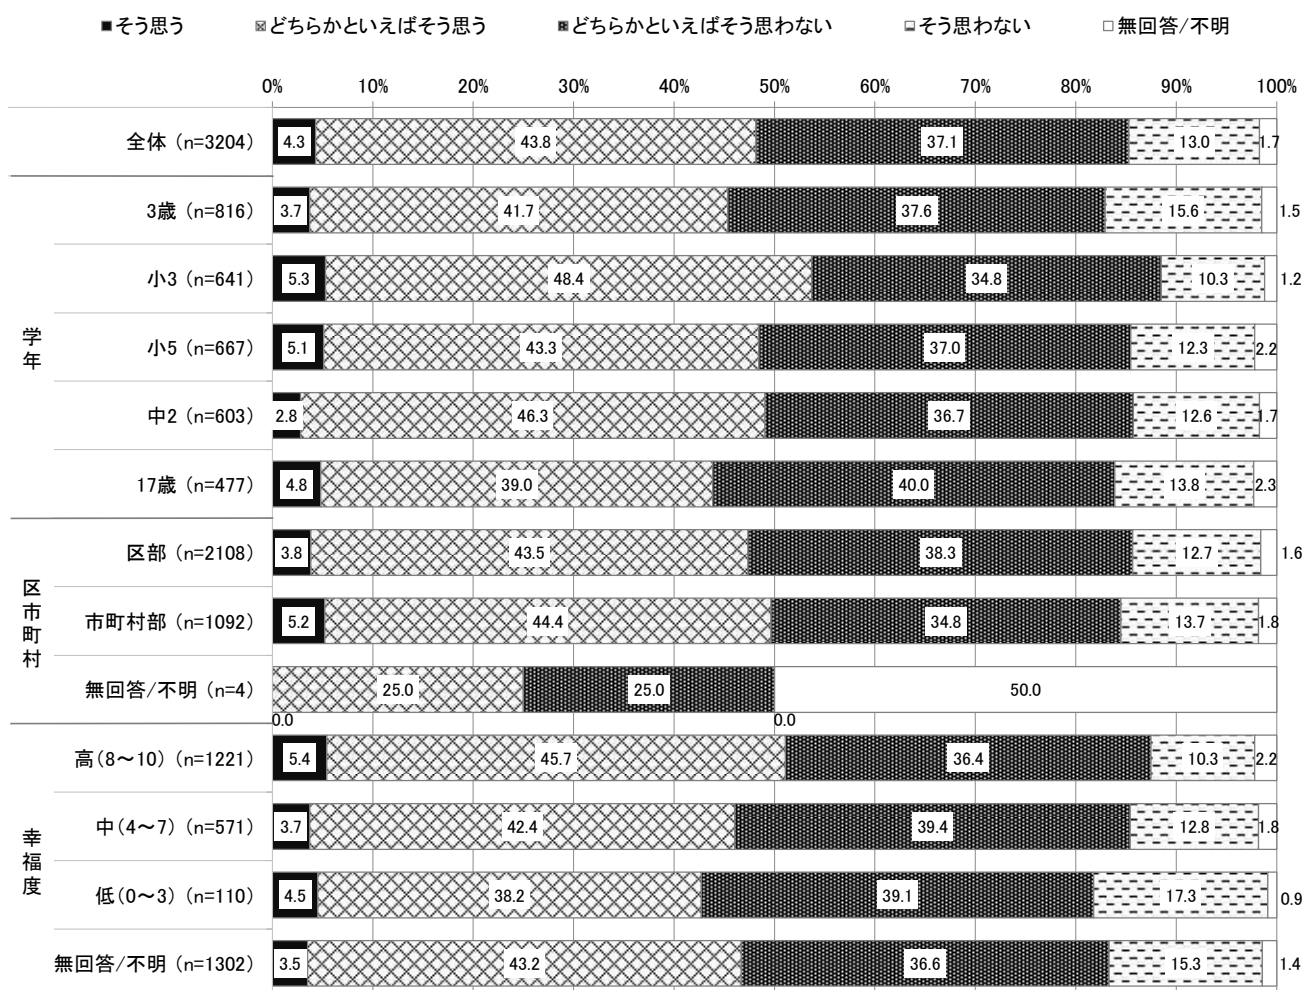 そう思う どちらかといえばそう思う どちらかといえばそう思わない そう思わない 無回答/不明
0% 10% 20% 30% 40% 50% 60% 70% 80% 90% 100%
全体 (n=3204) 4.3 43.8 37.1 13.0 1.7
学年
3歳 (n=816) 3.7 41.7 37.6 15.6 1.5
小3 (n=641) 5.3 48.4 34.8 10.3 1.2
小5 (n=667) 5.1 43.3 37.0 12.3 2.2
中2 (n=603) 2.8 46.3 36.7 12.6 1.7
17歳 (n=477) 4.8 39.0 40.0 13.8 2.3
区市町村
区部 (n=2108) 3.8 43.5 38.3 12.7 1.6
市町村部 (n=1092) 5.2 44.4 34.8 13.7 1.8
無回答/不明 (n=4) 25.0 25.0 50.0
0.0 0.0
幸福度
高(8～10) (n=1221) 5.4 45.7 36.4 10.3 2.2
中(4～7) (n=571) 3.7 42.4 39.4 12.8 1.8
低(0～3) (n=110) 4.5 38.2 39.1 17.3 0.9
無回答/不明 (n=1302) 3.5 43.2 36.6 15.3 1.4